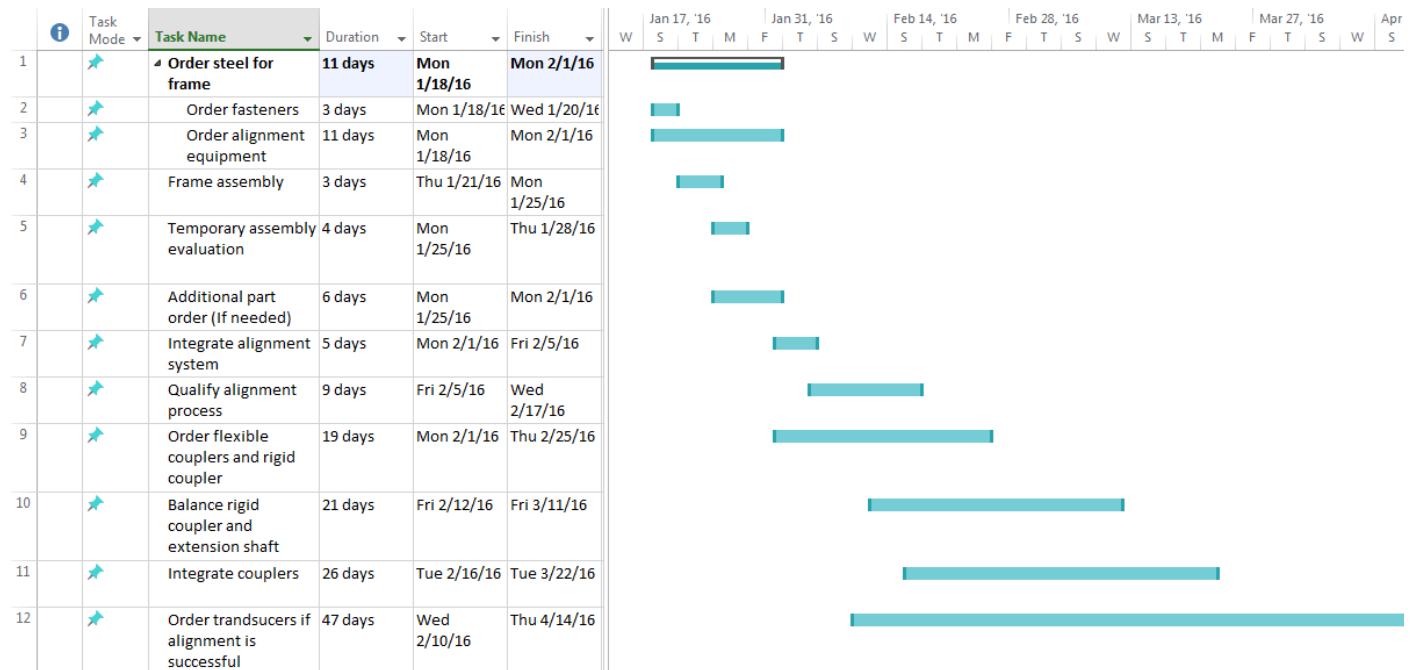 Task Mode Task Name Duration Start Finish
Jan 17, '16 Jan 31, '16 Feb 14, '16 Feb 28, '16 Mar 13, '16 Mar 27, '16 Apr
W S T M F T S W S T M F T S W S T M F T S W S
1 Order steel for frame 11 days Mon 1/18/16 Mon 2/1/16
2 Order fasteners 3 days Mon 1/18/16 Wed 1/20/16
3 Order alignment equipment 11 days Mon 1/18/16 Mon 2/1/16
4 Frame assembly 3 days Thu 1/21/16 Mon 1/25/16
5 Temporary assembly evaluation 4 days Mon 1/25/16 Thu 1/28/16
6 Additional part order (If needed) 6 days Mon 1/25/16 Mon 2/1/16
7 Integrate alignment system 5 days Mon 2/1/16 Fri 2/5/16
8 Qualify alignment process 9 days Fri 2/5/16 Wed 2/17/16
9 Order flexible couplers and rigid coupler 19 days Mon 2/1/16 Thu 2/25/16
10 Balance rigid coupler and extension shaft 21 days Fri 2/12/16 Fri 3/11/16
11 Integrate couplers 26 days Tue 2/16/16 Tue 3/22/16
12 Order trandsucers if alignment is successful 47 days Wed 2/10/16 Thu 4/14/16